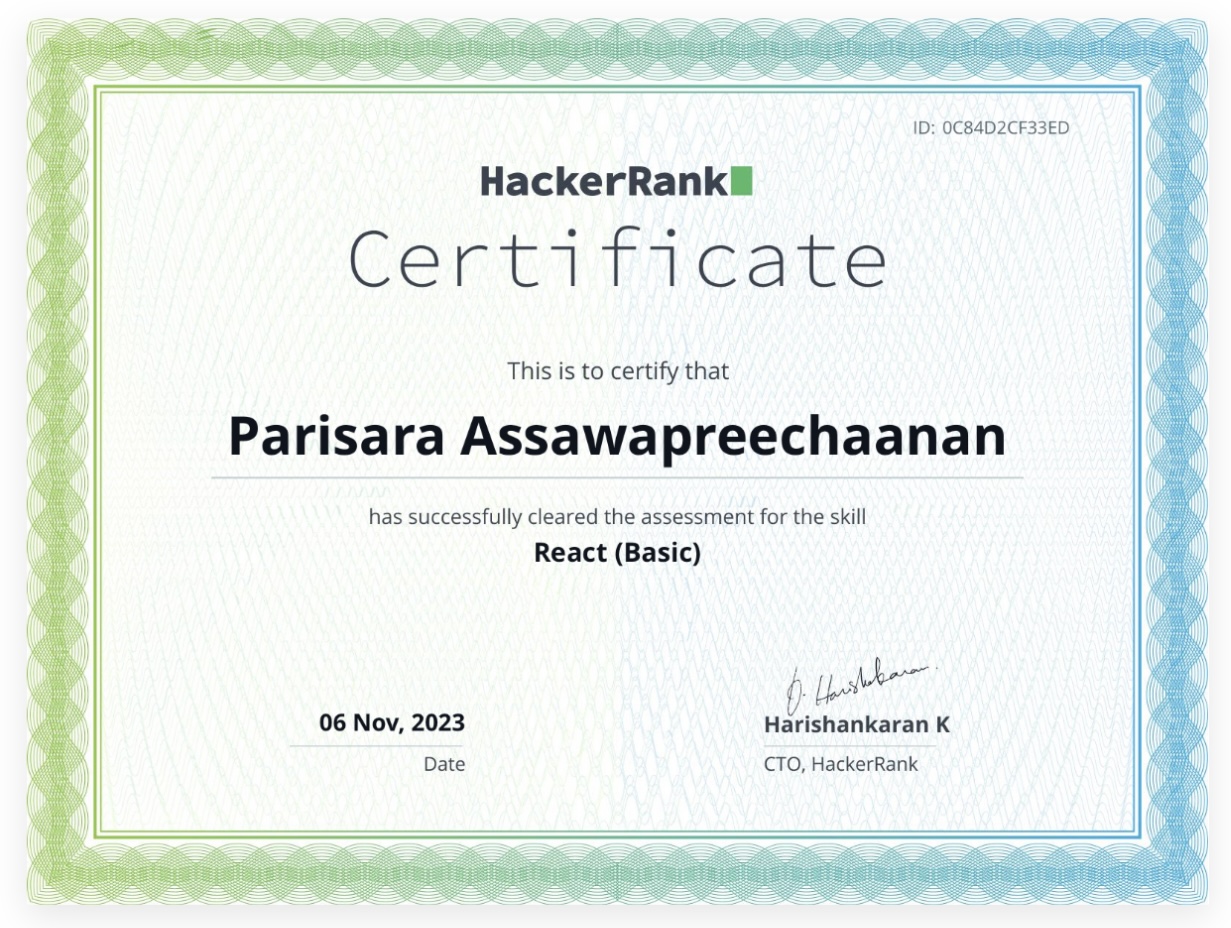 ID: 0C84D2CF33ED
HackerRank
Certificate
This is to certify that
Parisara Assawapreechaanan
has successfully cleared the assessment for the skill
React (Basic)
06 Nov, 2023
Date
Harishankaran K
CTO, HackerRank